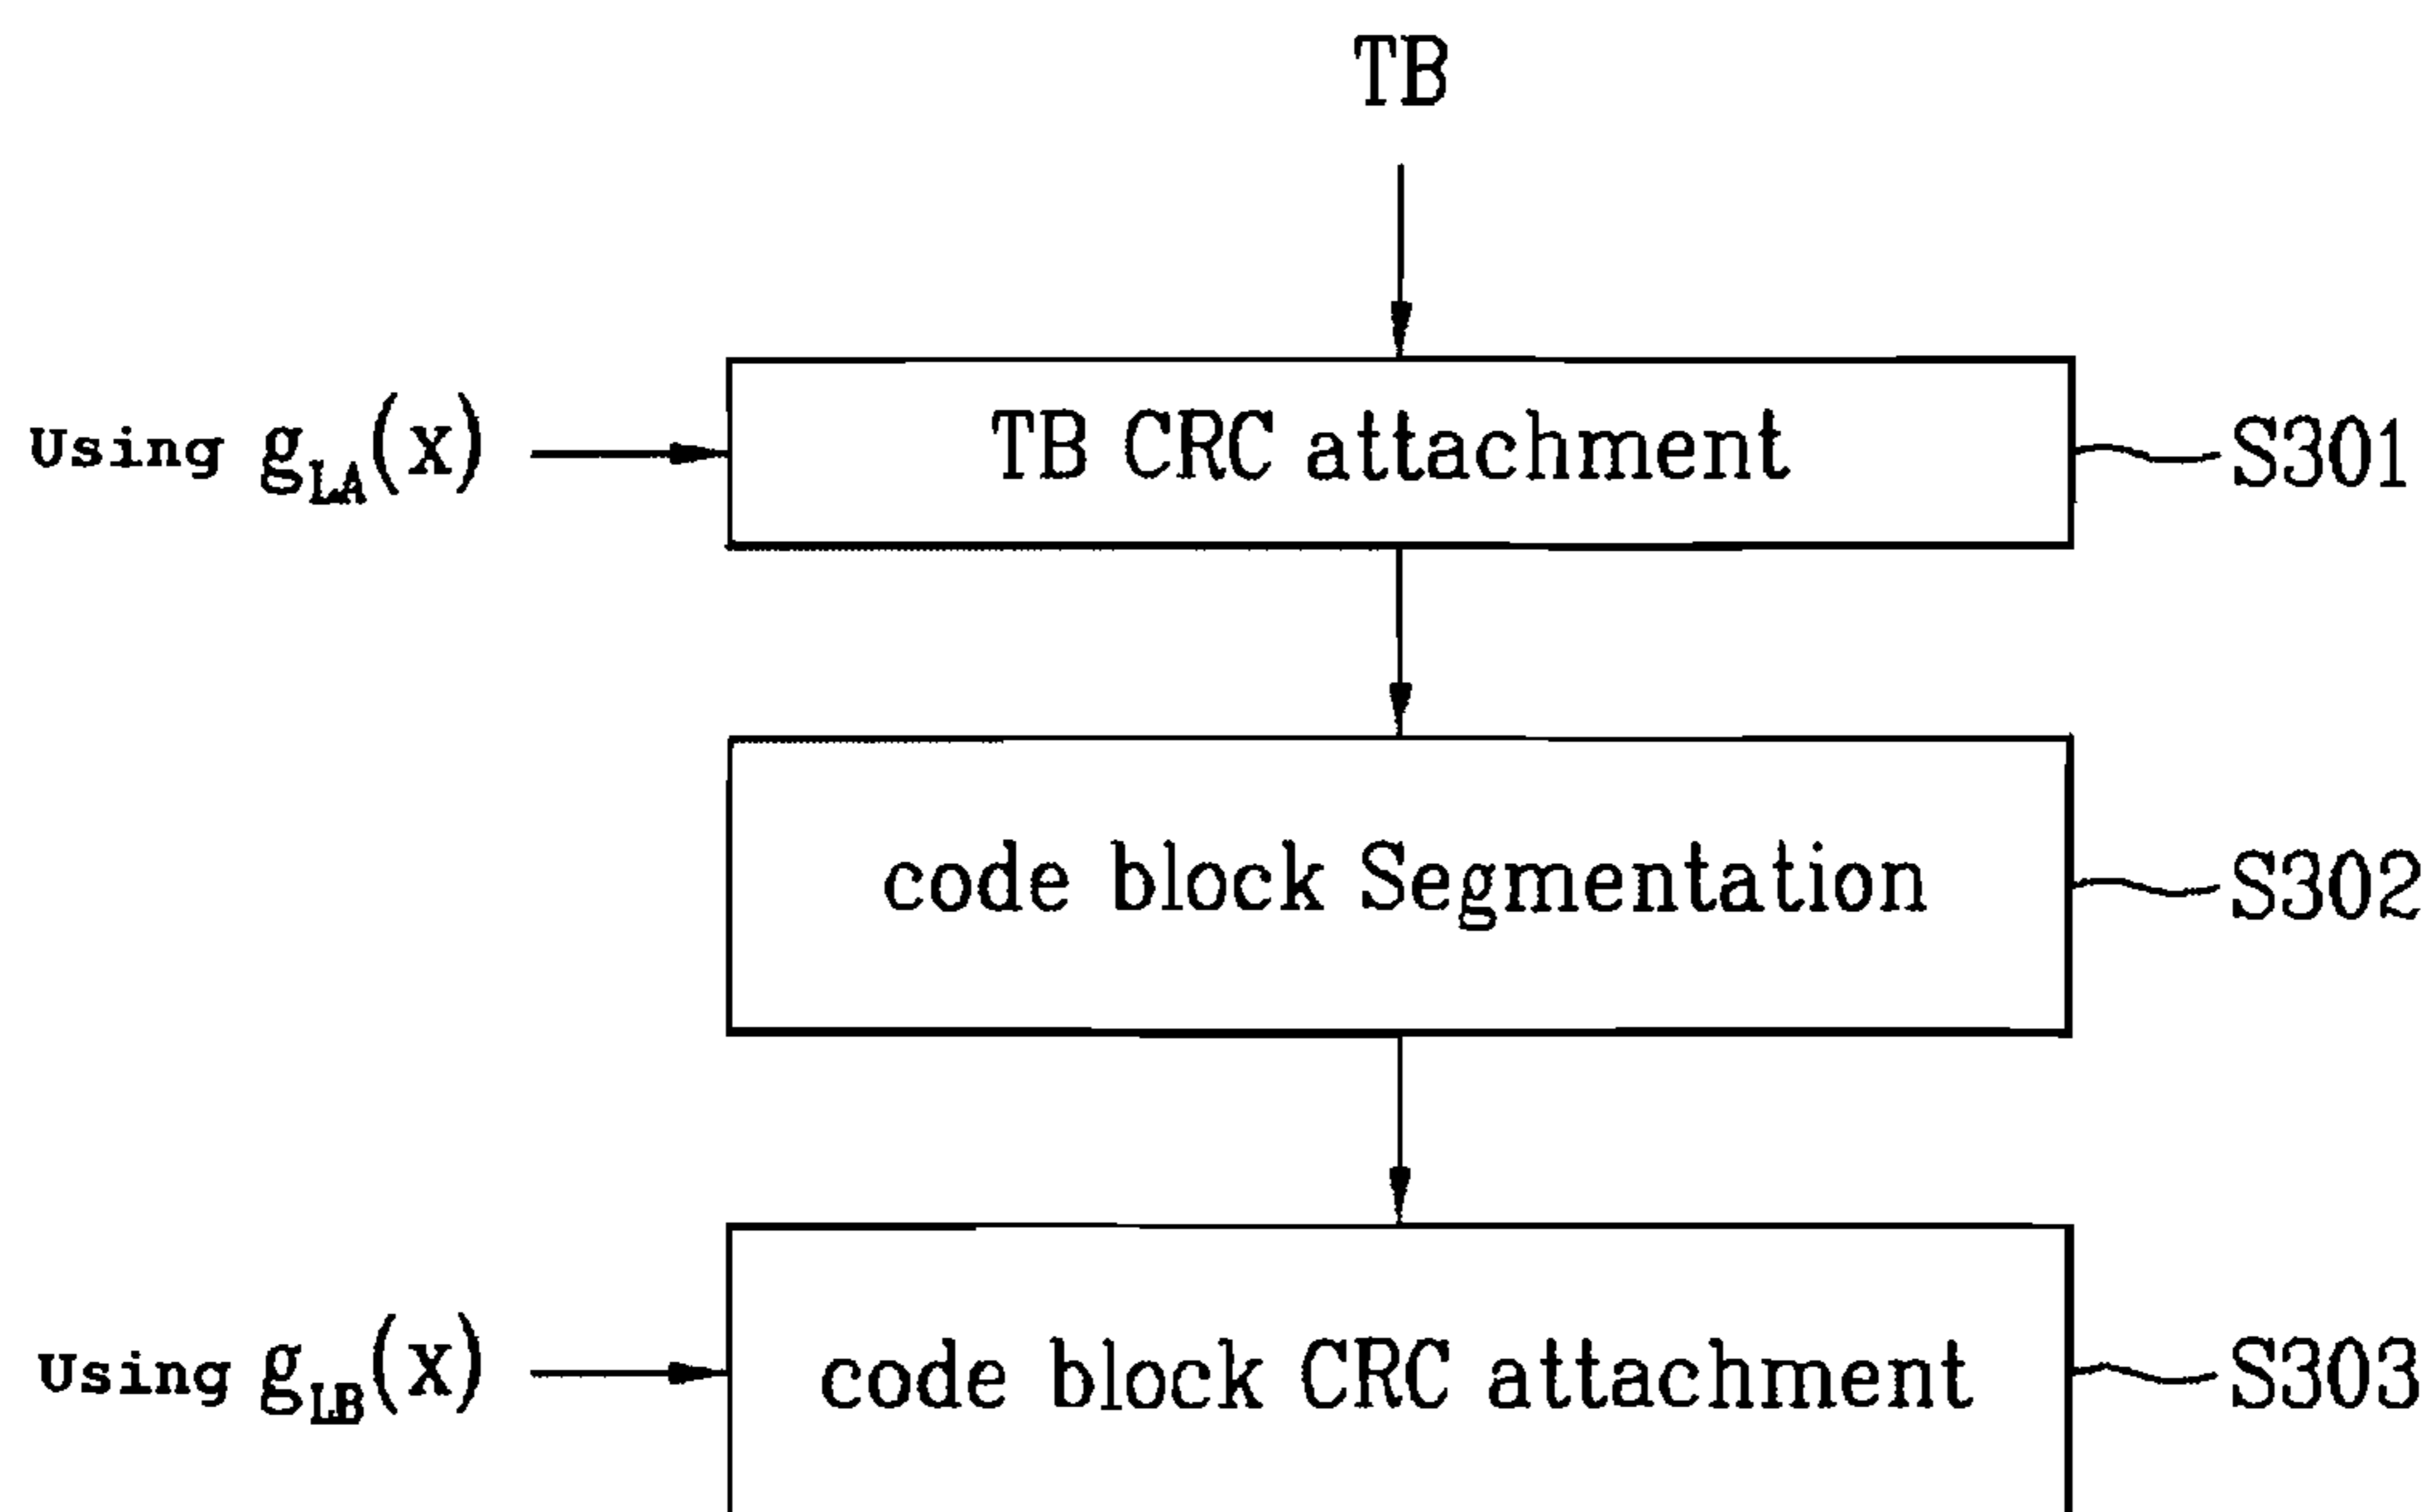 TB
Using g_LA(x) TB CRC attachment S301
code block Segmentation S302
Using g_LB(x) code block CRC attachment S303